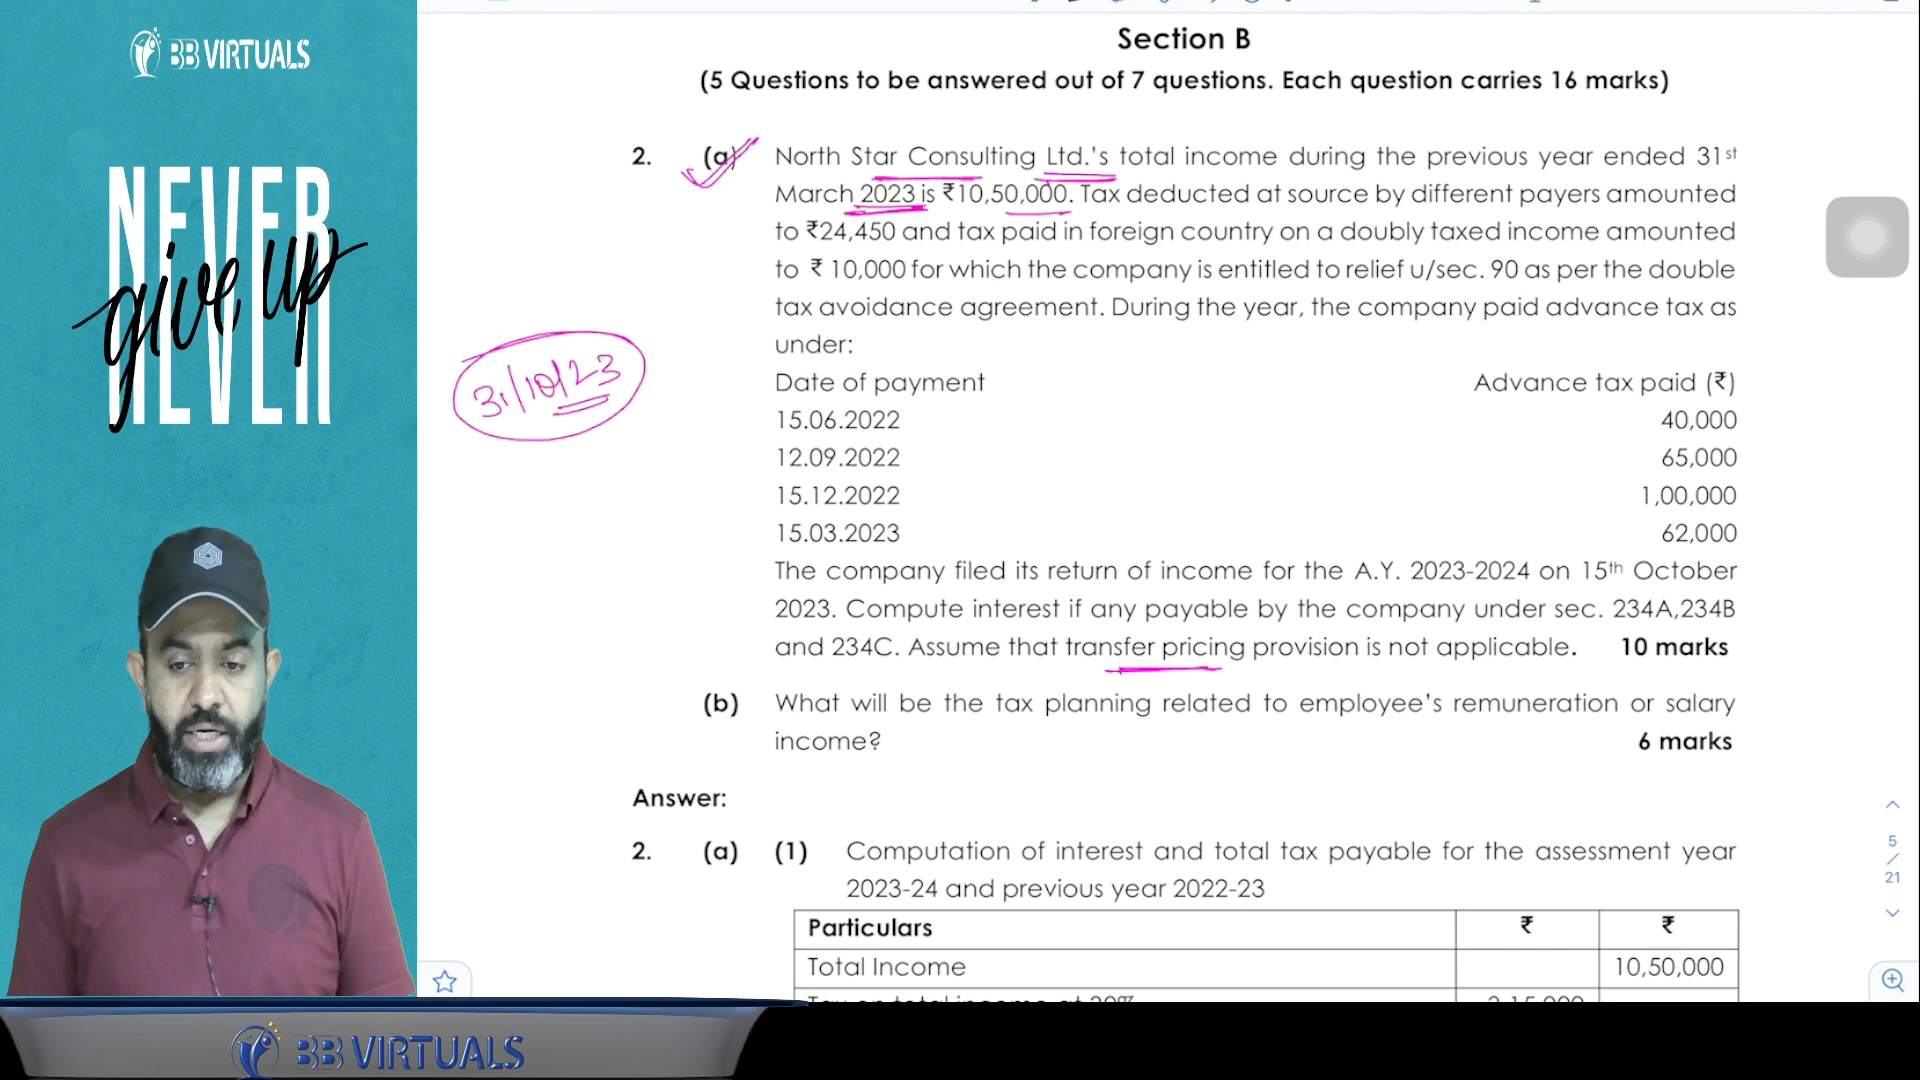 BB VIRTUALS
NEVER
give up
NEVER
Section B
(5 Questions to be answered out of 7 questions. Each question carries 16 marks)
2. (a) North Star Consulting Ltd.'s total income during the previous year ended 31st
March 2023 is ₹10,50,000. Tax deducted at source by different payers amounted
to ₹24,450 and tax paid in foreign country on a doubly taxed income amounted
to ₹ 10,000 for which the company is entitled to relief u/sec. 90 as per the double
tax avoidance agreement. During the year, the company paid advance tax as
under:
31/10/23
Date of payment Advance tax paid (₹)
15.06.2022 40,000
12.09.2022 65,000
15.12.2022 1,00,000
15.03.2023 62,000
The company filed its return of income for the A.Y. 2023-2024 on 15th October
2023. Compute interest if any payable by the company under sec. 234A,234B
and 234C. Assume that transfer pricing provision is not applicable. 10 marks
(b) What will be the tax planning related to employee's remuneration or salary
income? 6 marks
Answer:
2. (a) (1) Computation of interest and total tax payable for the assessment year
2023-24 and previous year 2022-23
Particulars ₹ ₹
Total Income 10,50,000
Tax on total income at 30% 3,15,000
5
/
21
BB VIRTUALS